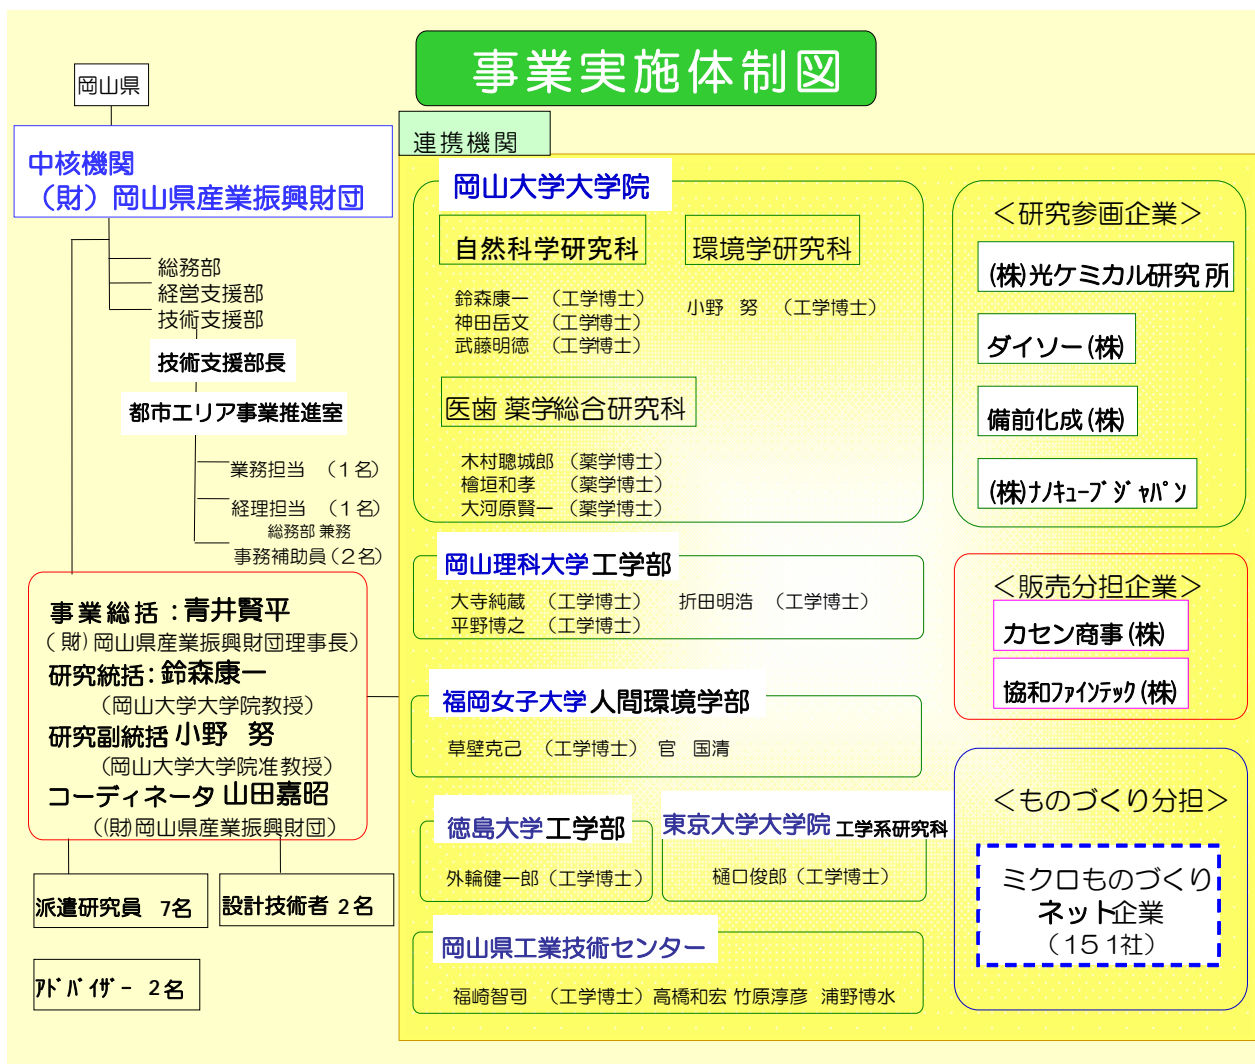 事業実施体制図
岡山県
中核機関
（財）岡山県産業振興財団
総務部
経営支援部
技術支援部
技術支援部長
都市エリア事業推進室
業務担当 （１名）
経理担当 （１名）
総務部 兼務
事務補助員（２名）
事業総括：青井賢平
（財）岡山県産業振興財団理事長）
研究統括：鈴森康一
（岡山大学大学院教授）
研究副統括 小野 努
（岡山大学大学院准教授）
コーディネータ 山田嘉昭
（(財)岡山県産業振興財団）
派遣研究員 7名
設計技術者 2名
ｱﾄﾞﾊﾞｲｻﾞｰ 2名
連携機関
岡山大学大学院
自然科学研究科
鈴森康一 （工学博士）
神田岳文 （工学博士）
武藤明徳 （工学博士）
環境学研究科
小野 努 （工学博士）
医歯薬学総合研究科
木村聰城郎 （薬学博士）
檜垣和孝 （薬学博士）
大河原賢一 （薬学博士）
岡山理科大学 工学部
大寺純蔵 （工学博士） 折田明浩 （工学博士）
平野博之 （工学博士）
福岡女子大学 人間環境学部
草壁克己 （工学博士） 官 国清
徳島大学 工学部
外輪健一郎（工学博士）
東京大学大学院 工学系研究科
樋口俊郎（工学博士）
岡山県工業技術センター
福崎智司 （工学博士）高橋和宏 竹原淳彦 浦野博水
＜研究参画企業＞
(株)光ケミカル研究所
ダイソー(株)
備前化成(株)
(株)ﾅﾉｷｭｰﾌﾞｼﾞｬﾊﾟﾝ
＜販売分担企業＞
カセン商事(株)
協和ﾌｧｲﾝﾃｯｸ(株)
＜ものづくり分担＞
ミクロものづくり
ネット企業
（１５１社）